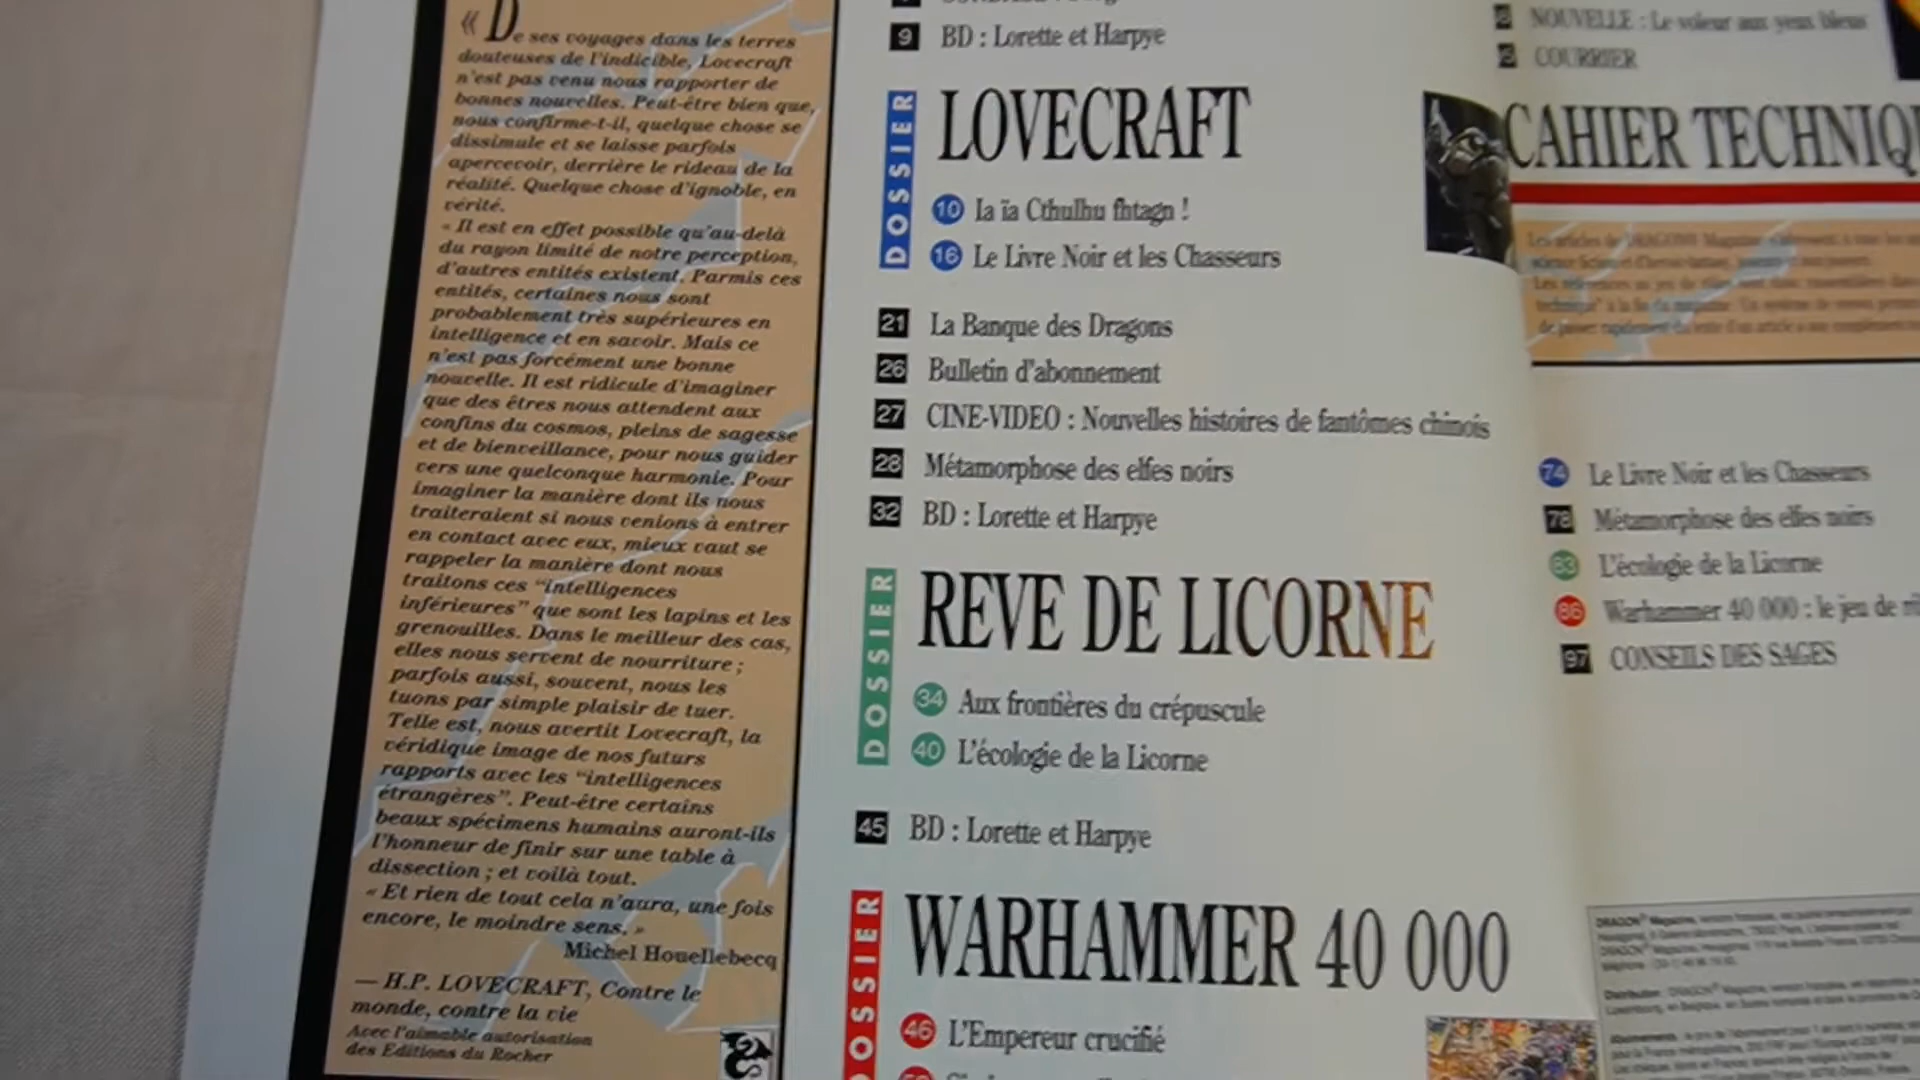 « De ses voyages dans les terres
douteuses de l'indicible, Lovecraft
n'est pas venu nous rapporter de
bonnes nouvelles. Peut-être bien que,
nous confirme-t-il, quelque chose se
dissimule et se laisse parfois
apercevoir, derrière le rideau de la
réalité. Quelque chose d'ignoble, en
vérité.
« Il est en effet possible qu'au-delà
du rayon limité de notre perception,
d'autres entités existent. Parmis ces
entités, certaines nous sont
probablement très supérieures en
intelligence et en savoir. Mais ce
n'est pas forcément une bonne
nouvelle. Il est ridicule d'imaginer
que des êtres nous attendent aux
confins du cosmos, pleins de sagesse
et de bienveillance, pour nous guider
vers une quelconque harmonie. Pour
imaginer la manière dont ils nous
traiteraient si nous venions à entrer
en contact avec eux, mieux vaut se
rappeler la manière dont nous
traitons ces "intelligences
inférieures" que sont les lapins et les
grenouilles. Dans le meilleur des cas,
elles nous servent de nourriture ;
parfois aussi, souvent, nous les
tuons par simple plaisir de tuer.
Telle est, nous avertit Lovecraft, la
véridique image de nos futurs
rapports avec les "intelligences
étrangères". Peut-être certains
beaux spécimens humains auront-ils
l'honneur de finir sur une table à
dissection ; et voilà tout.
« Et rien de tout cela n'aura, une fois
encore, le moindre sens. »
Michel Houellebecq
— H.P. LOVECRAFT, Contre le
monde, contre la vie
Avec l'aimable autorisation
des Editions du Rocher
9 BD : Lorette et Harpye
DOSSIER
LOVECRAFT
10 Ia ïa Cthulhu fhtagn !
16 Le Livre Noir et les Chasseurs
21 La Banque des Dragons
26 Bulletin d'abonnement
27 CINE-VIDEO : Nouvelles histoires de fantômes chinois
28 Métamorphose des elfes noirs
32 BD : Lorette et Harpye
DOSSIER
REVE DE LICORNE
34 Aux frontières du crépuscule
40 L'écologie de la Licorne
45 BD : Lorette et Harpye
DOSSIER
WARHAMMER 40 000
46 L'Empereur crucifié
NOUVELLE : Le voleur aux yeux bleus
COURRIER
CAHIER TECHNIQ
74 Le Livre Noir et les Chasseurs
78 Métamorphose des elfes noirs
83 L'écologie de la Licorne
86 Warhammer 40 000 : le jeu de
97 CONSEILS DES SAGES